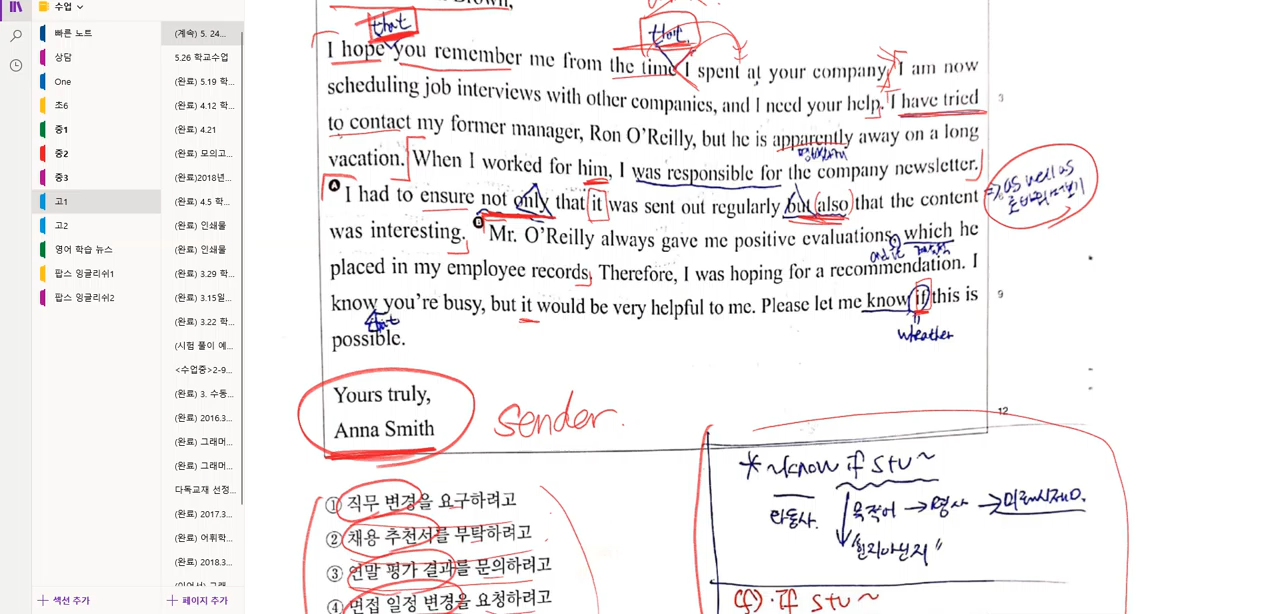 수업
빠른 노트
상담
One
초6
중1
중2
중3
고1
고2
영어 학습 뉴스
팝스 잉글리쉬1
팝스 잉글리쉬2
섹션 추가
(계속) 5. 24...
5.26 학교수업
(완료) 5.19 학...
(완료) 4.12 학...
(완료) 4.21
(완료) 모의고...
(완료)2018년...
(완료) 4.5 학...
(완료) 인쇄물
(완료) 인쇄물
(완료) 3.29 학...
(완료) 3.15일...
(완료) 3.22 학...
(시험 풀이 예...
<수업중>2-9...
(완료) 3. 수동...
(완료) 2016.3...
(완료) 그래머...
(완료) 그래머...
다독교재 선정...
(완료) 2017.3...
(완료) 어휘학...
(완료) 2018.3...
페이지 추가
that
that
I hope you remember me from the time I spent at your company. I am now
scheduling job interviews with other companies, and I need your help. I have tried
3
to contact my former manager, Ron O'Reilly, but he is apparently away on a long
vacation. When I worked for him, I was responsible for the company newsletter.
A I had to ensure not only that it was sent out regularly but also that the content
⇒ as well as
was interesting. B Mr. O'Reilly always gave me positive evaluations, which he
and it
placed in my employee records. Therefore, I was hoping for a recommendation. I
know you're busy, but it would be very helpful to me. Please let me know if this is
9
that
wheather
possible.
Yours truly,
Anna Smith
sender.
12
① 직무 변경을 요구하려고
② 채용 추천서를 부탁하려고
③ 연말 평가 결과를 문의하려고
④ 면접 일정 변경을 요청하려고
* ~know if S+V ~
타동사. 목적어 → 명사 → 미래시제 O.
"인지 아닌지"
(cf) · If S+V ~